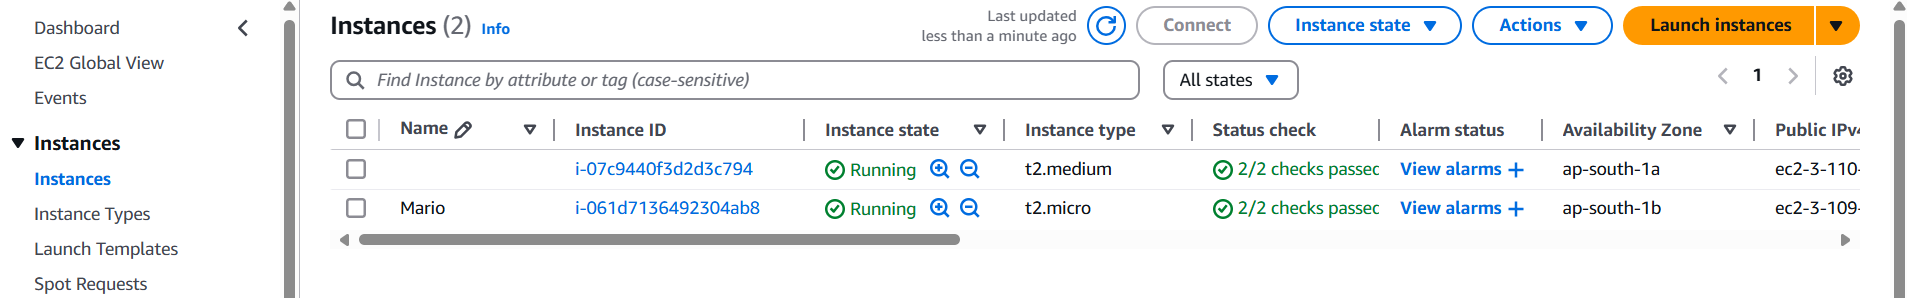 Dashboard
EC2 Global View
Events
Instances
Instances
Instance Types
Launch Templates
Spot Requests
Instances (2) Info
Last updated
less than a minute ago
Connect
Instance state
Actions
Launch instances
Find Instance by attribute or tag (case-sensitive)
All states
1
Name Instance ID Instance state Instance type Status check Alarm status Availability Zone Public IPv4
i-07c9440f3d2d3c794 Running t2.medium 2/2 checks passed View alarms + ap-south-1a ec2-3-110-
Mario i-061d7136492304ab8 Running t2.micro 2/2 checks passed View alarms + ap-south-1b ec2-3-109-